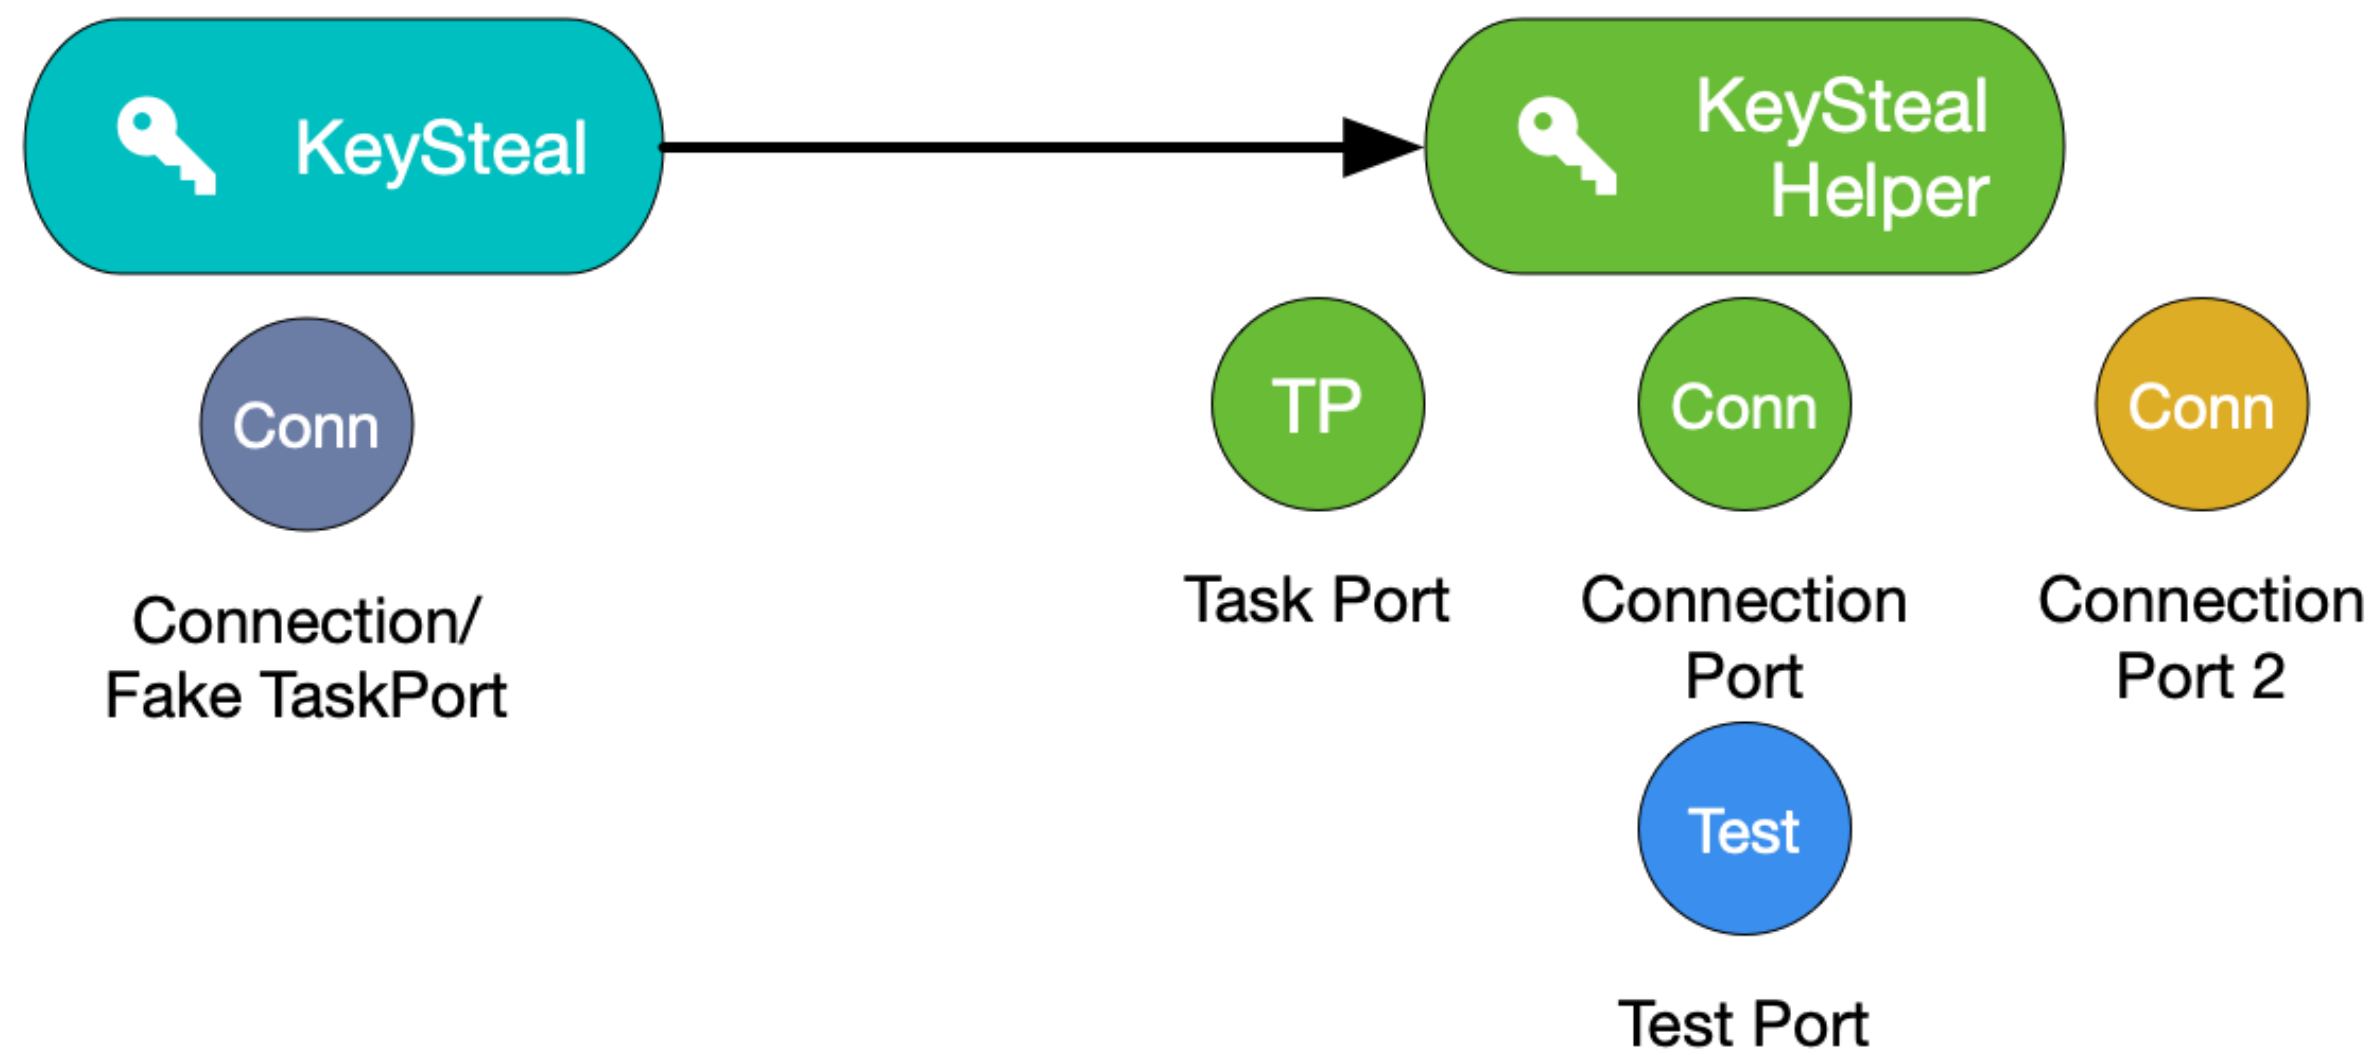 KeySteal
KeySteal
Helper
Conn
TP
Conn
Conn
Connection/
Fake TaskPort
Task Port
Connection
Port
Connection
Port 2
Test
Test Port